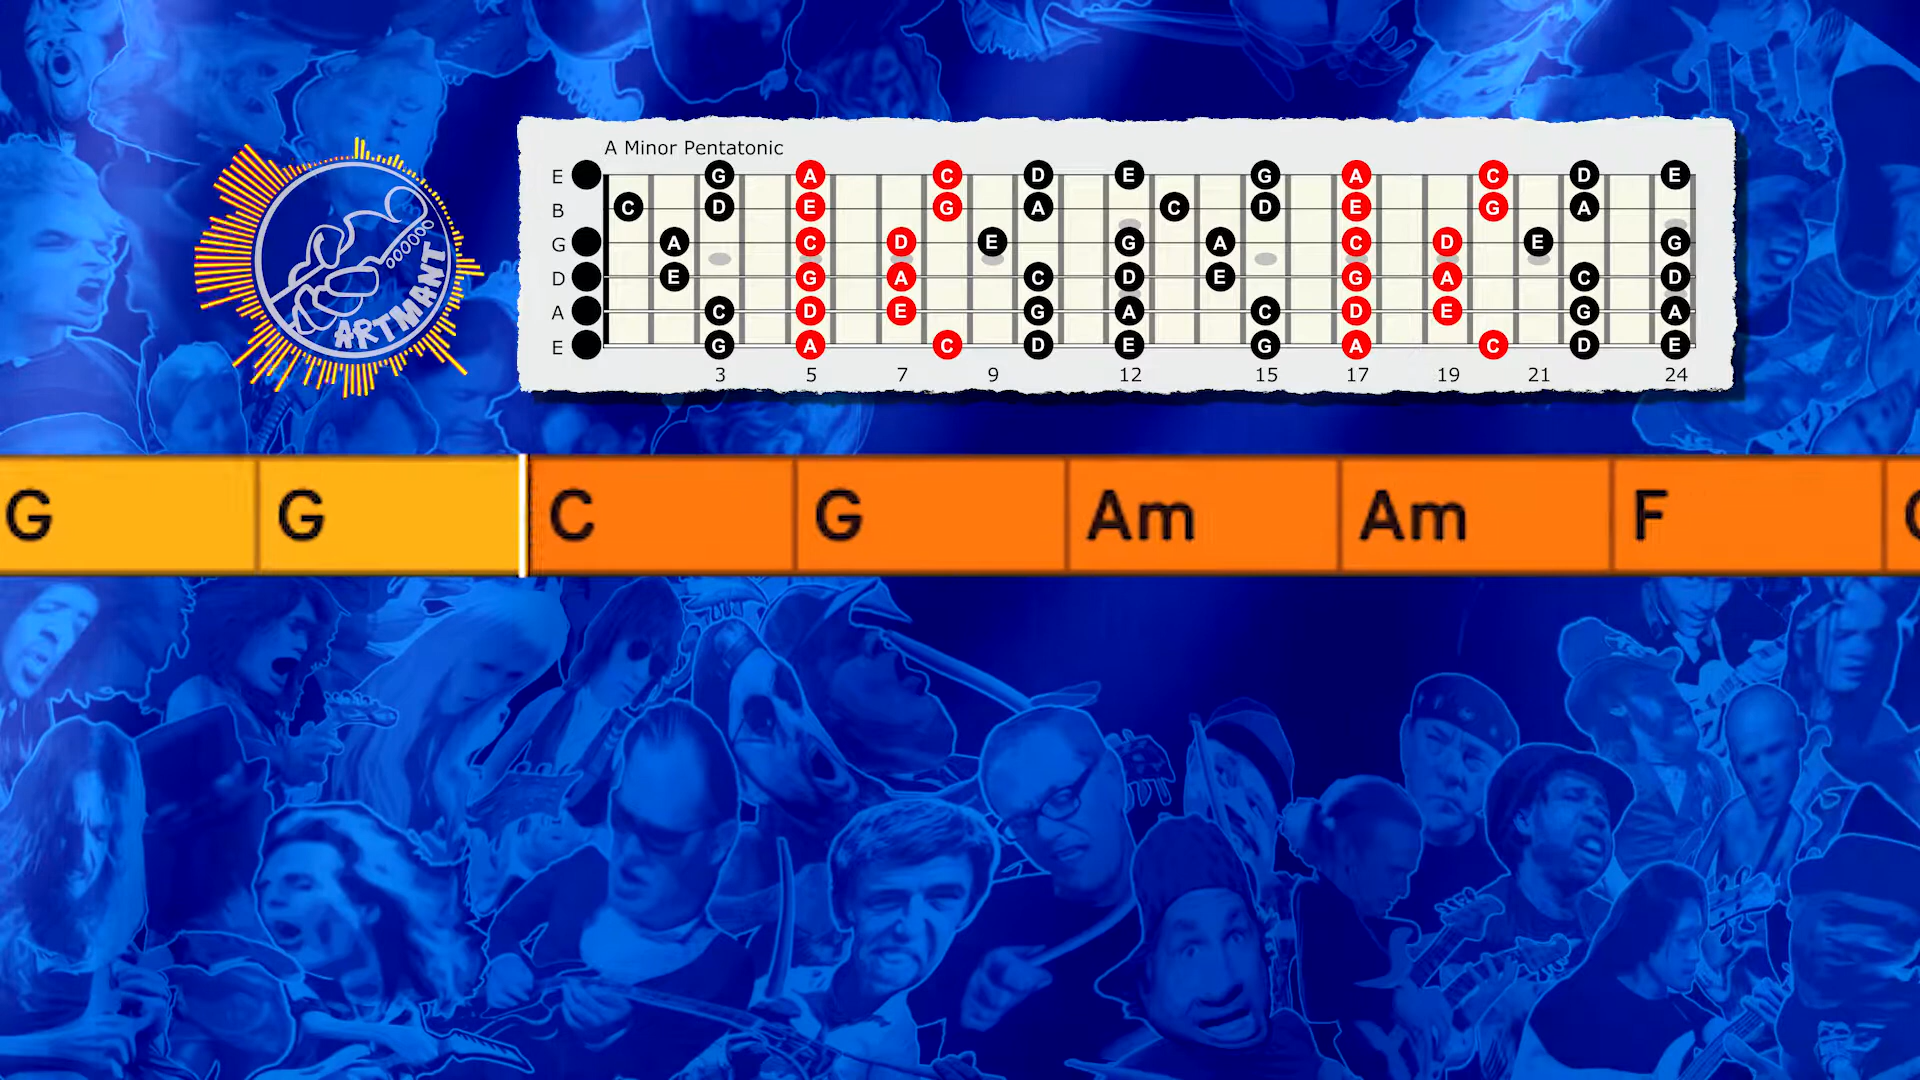 A Minor Pentatonic
E G A C D E G A C D E
B C D E G A C D E G A
G A C D E G A C D E G
D E G A C D E G A C D
A C D E G A C D E G A
E G A C D E G A C D E
3 5 7 9 12 15 17 19 21 24
ARTMANT
G G C G Am Am F